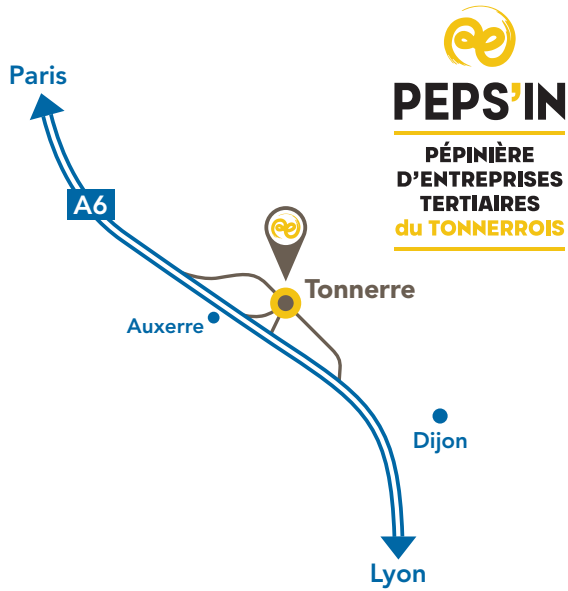 PEPS'IN
PÉPINIÈRE
D'ENTREPRISES
TERTIAIRES
du TONNERROIS
Paris
A6
Tonnerre
Auxerre
Dijon
Lyon